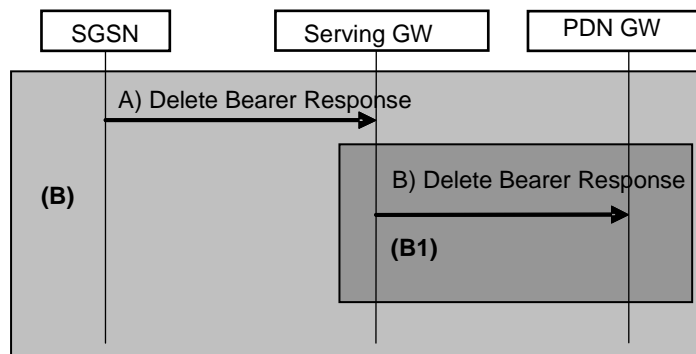 SGSN
Serving GW
PDN GW
A) Delete Bearer Response
(B)
B) Delete Bearer Response
(B1)